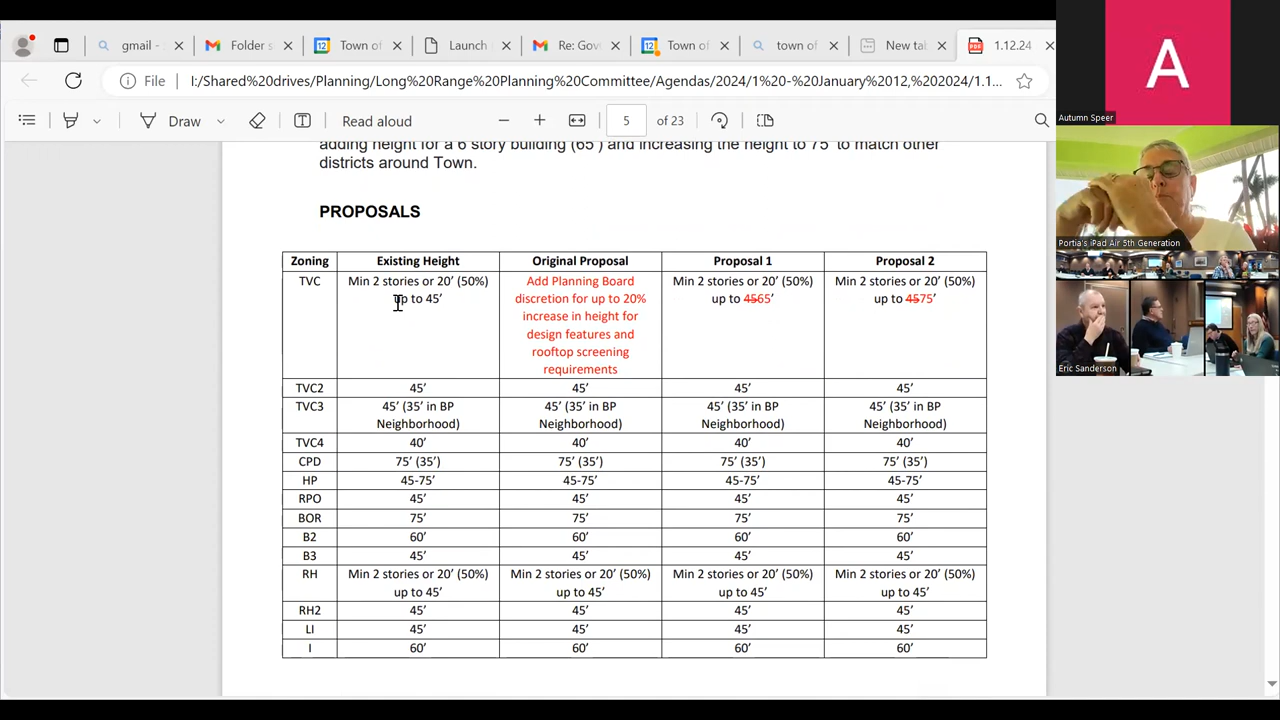 gmail -
Folder s
Town of
Launch
Re: Gov
Town of
town of
New tab
1.12.24
File
I:/Shared%20drives/Planning/Long%20Range%20Planning%20Committee/Agendas/2024/1%20-%20January%2012,%202024/1.1...
Draw
Read aloud
5
of 23
adding height for a 6 story building (65') and increasing the height to 75' to match other
districts around Town.
PROPOSALS
Zoning Existing Height Original Proposal Proposal 1 Proposal 2
TVC Min 2 stories or 20' (50%) Add Planning Board Min 2 stories or 20' (50%) Min 2 stories or 20' (50%)
up to 45' discretion for up to 20% up to 4565' up to 4575'
increase in height for
design features and
rooftop screening
requirements
TVC2 45' 45' 45' 45'
TVC3 45' (35' in BP 45' (35' in BP 45' (35' in BP 45' (35' in BP
Neighborhood) Neighborhood) Neighborhood) Neighborhood)
TVC4 40' 40' 40' 40'
CPD 75' (35') 75' (35') 75' (35') 75' (35')
HP 45-75' 45-75' 45-75' 45-75'
RPO 45' 45' 45' 45'
BOR 75' 75' 75' 75'
B2 60' 60' 60' 60'
B3 45' 45' 45' 45'
RH Min 2 stories or 20' (50%) Min 2 stories or 20' (50%) Min 2 stories or 20' (50%) Min 2 stories or 20' (50%)
up to 45' up to 45' up to 45' up to 45'
RH2 45' 45' 45' 45'
LI 45' 45' 45' 45'
I 60' 60' 60' 60'
A
Autumn Speer
Portia's iPad Air 5th Generation
Eric Sanderson